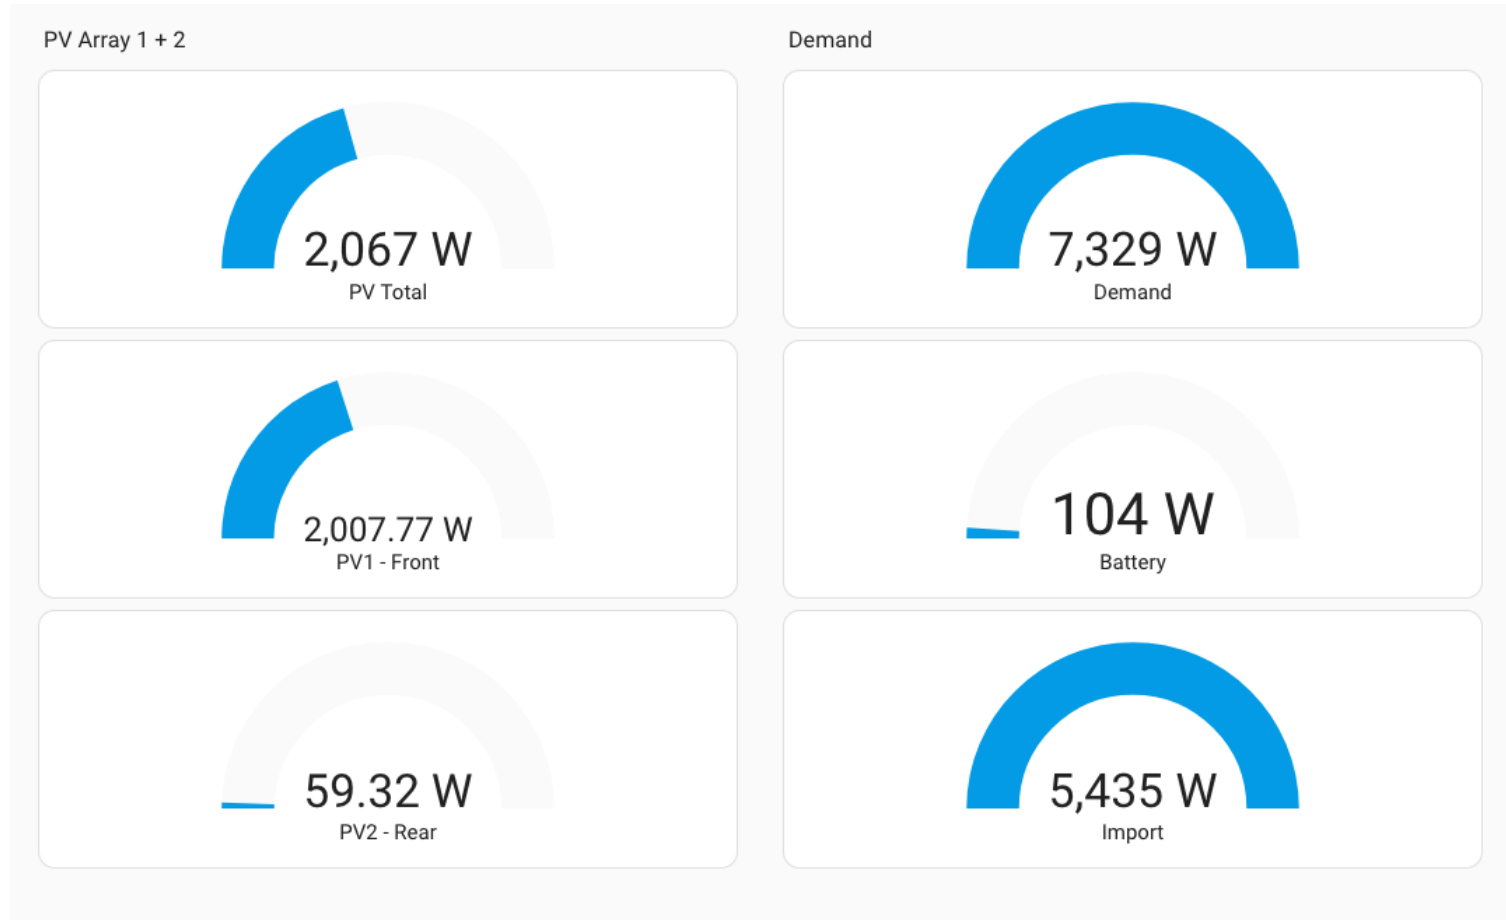 PV Array 1 + 2
2,067 W
PV Total
2,007.77 W
PV1 - Front
59.32 W
PV2 - Rear
Demand
7,329 W
Demand
104 W
Battery
5,435 W
Import